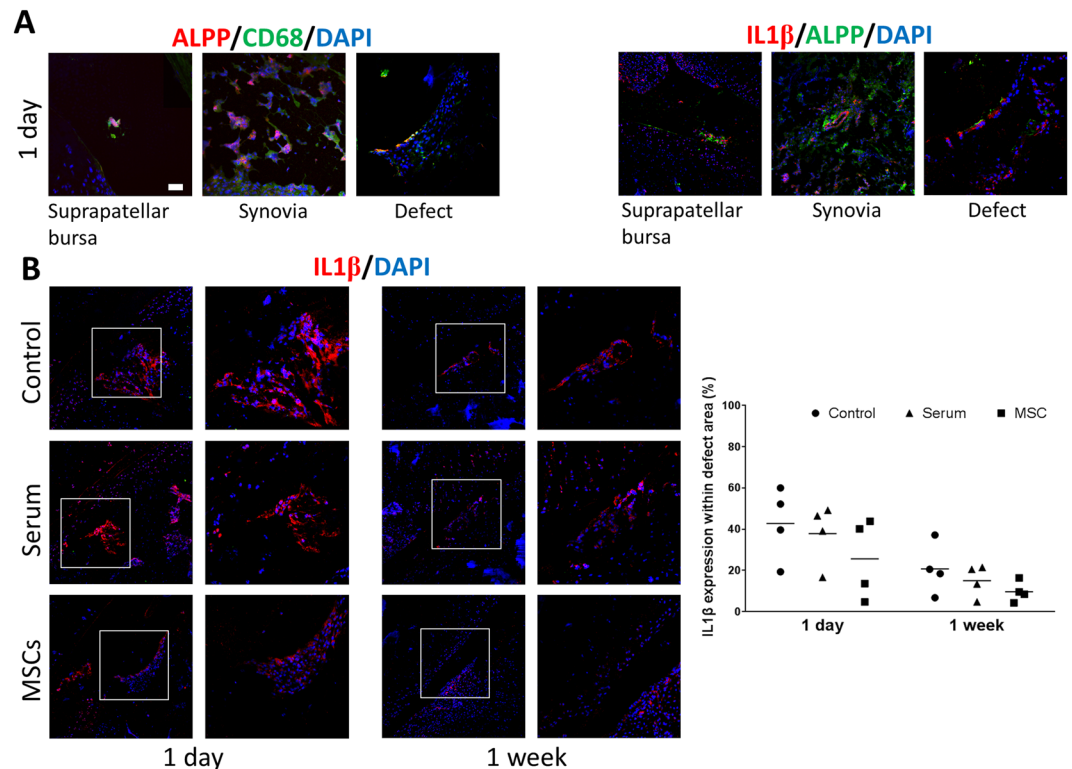 A
ALPP/CD68/DAPI
IL1β/ALPP/DAPI
1 day
Suprapatellar
bursa
Synovia
Defect
Suprapatellar
bursa
Synovia
Defect
B
IL1β/DAPI
Control
Serum
MSCs
1 day
1 week
IL1β expression within defect area (%)
100
80
60
40
20
0
Control
Serum
MSC
1 day
1 week